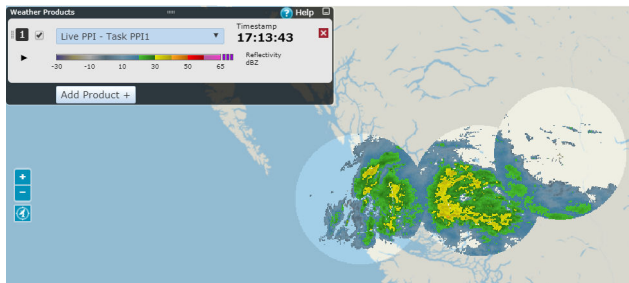 Weather Products
? Help
1
Live PPI - Task PPI1
Timestamp
17:13:43
-30 -10 10 30 50 65
Reflectivity
dBZ
Add Product +
+
−